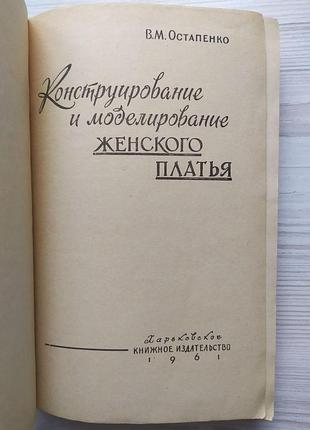 В.М. ОСТАПЕНКО
Конструирование
и моделирование
ЖЕНСКОГО
ПЛАТЬЯ
Харьковское
КНИЖНОЕ ИЗДАТЕЛЬСТВО
1961